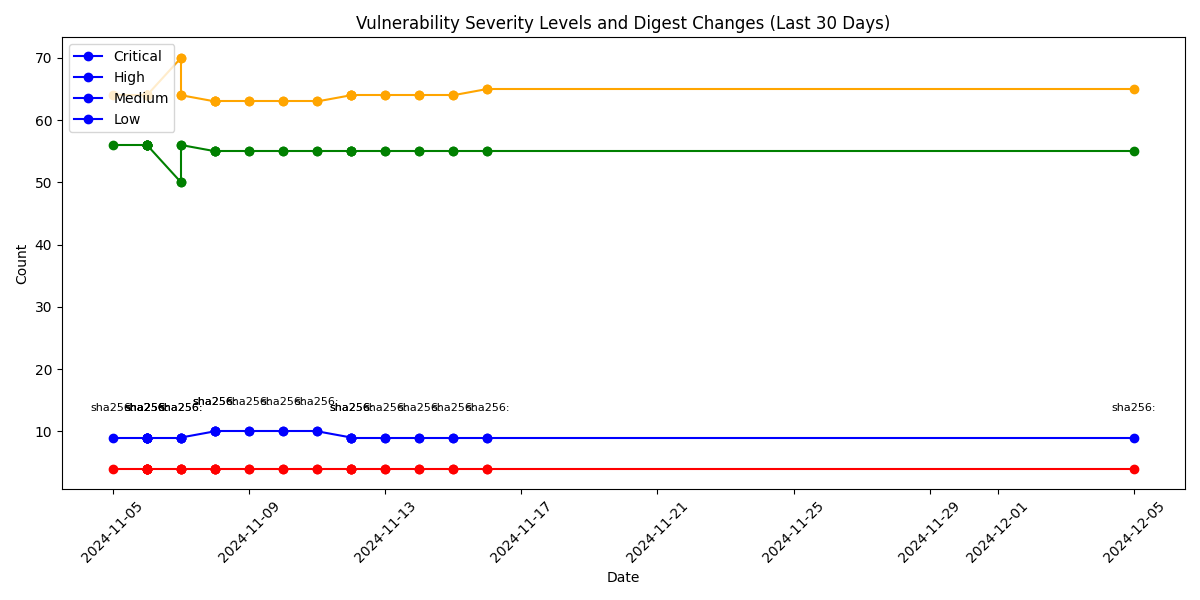 Vulnerability Severity Levels and Digest Changes (Last 30 Days)
Critical
High
Medium
Low
70
60
50
40
30
20
10
Count
sha256: sha256: sha256: sha256: sha256: sha256: sha256: sha256: sha256: sha256: sha256: sha256: sha256:
2024-11-05
2024-11-09
2024-11-13
2024-11-17
2024-11-21
2024-11-25
2024-11-29
2024-12-01
2024-12-05
Date